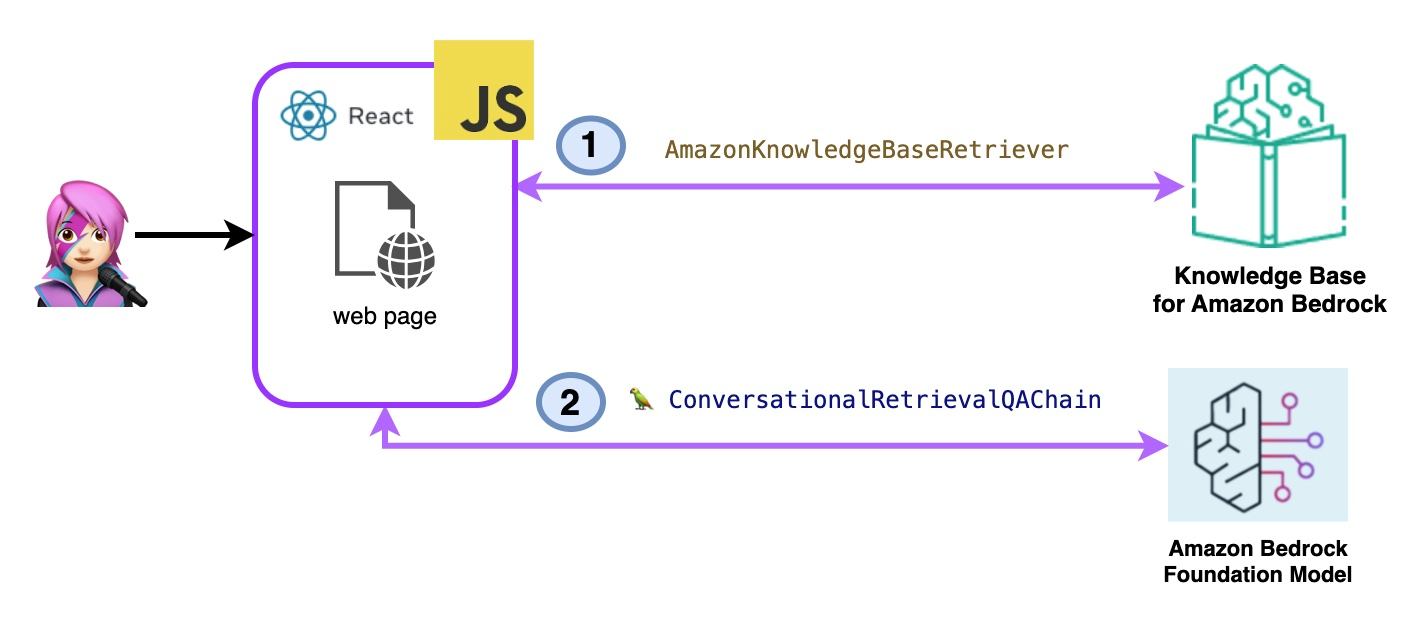 React
JS
1
AmazonKnowledgeBaseRetriever
web page
Knowledge Base
for Amazon Bedrock
2
ConversationalRetrievalQAChain
Amazon Bedrock
Foundation Model